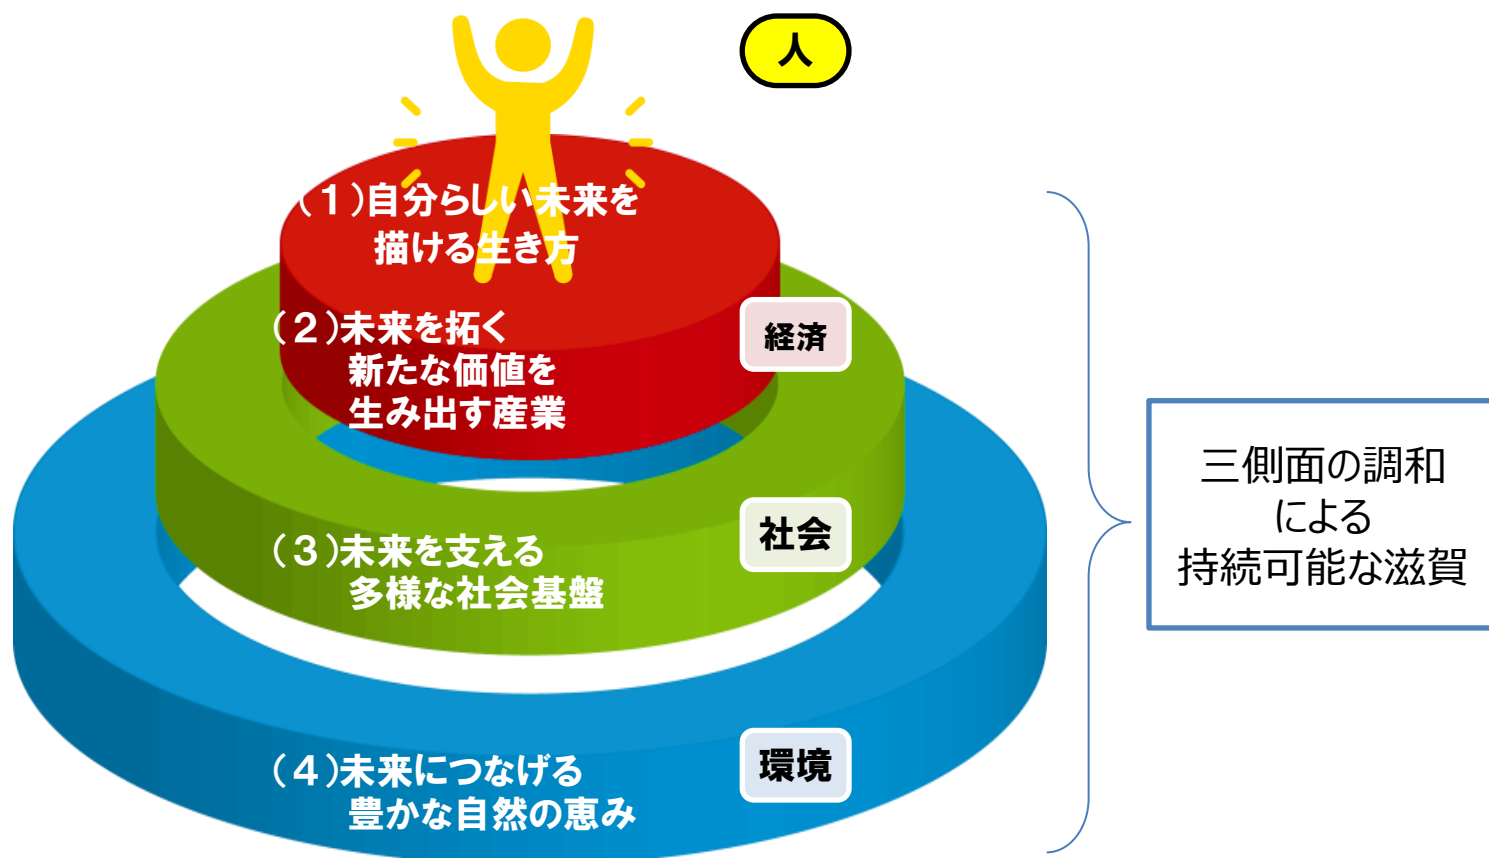 人
(１)自分らしい未来を
描ける生き方
(２)未来を拓く
新たな価値を
生み出す産業
経済
(３)未来を支える
多様な社会基盤
社会
(４)未来につなげる
豊かな自然の恵み
環境
三側面の調和
による
持続可能な滋賀